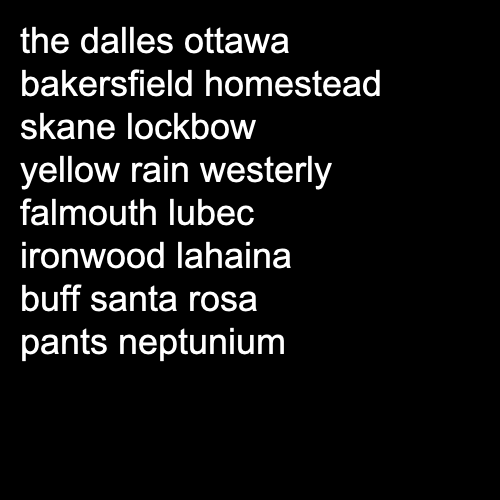 the dalles ottawa
bakersfield homestead
skane lockbow
yellow rain westerly
falmouth lubec
ironwood lahaina
buff santa rosa
pants neptunium